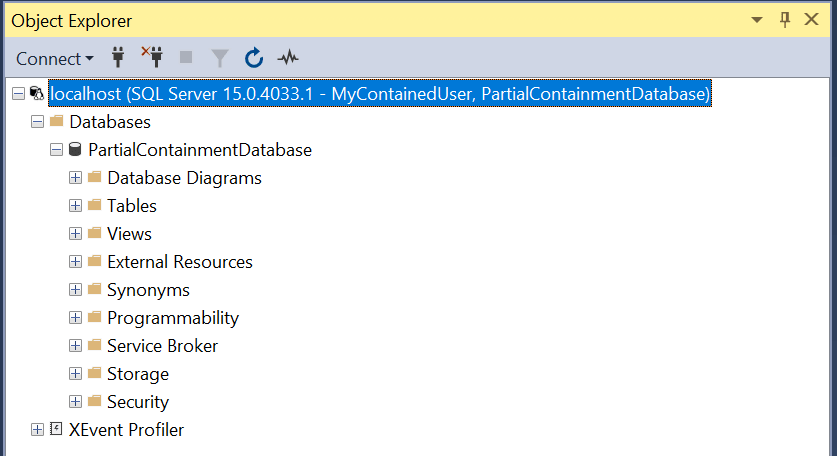 Object Explorer
Connect
localhost (SQL Server 15.0.4033.1 - MyContainedUser, PartialContainmentDatabase)
Databases
PartialContainmentDatabase
Database Diagrams
Tables
Views
External Resources
Synonyms
Programmability
Service Broker
Storage
Security
XEvent Profiler